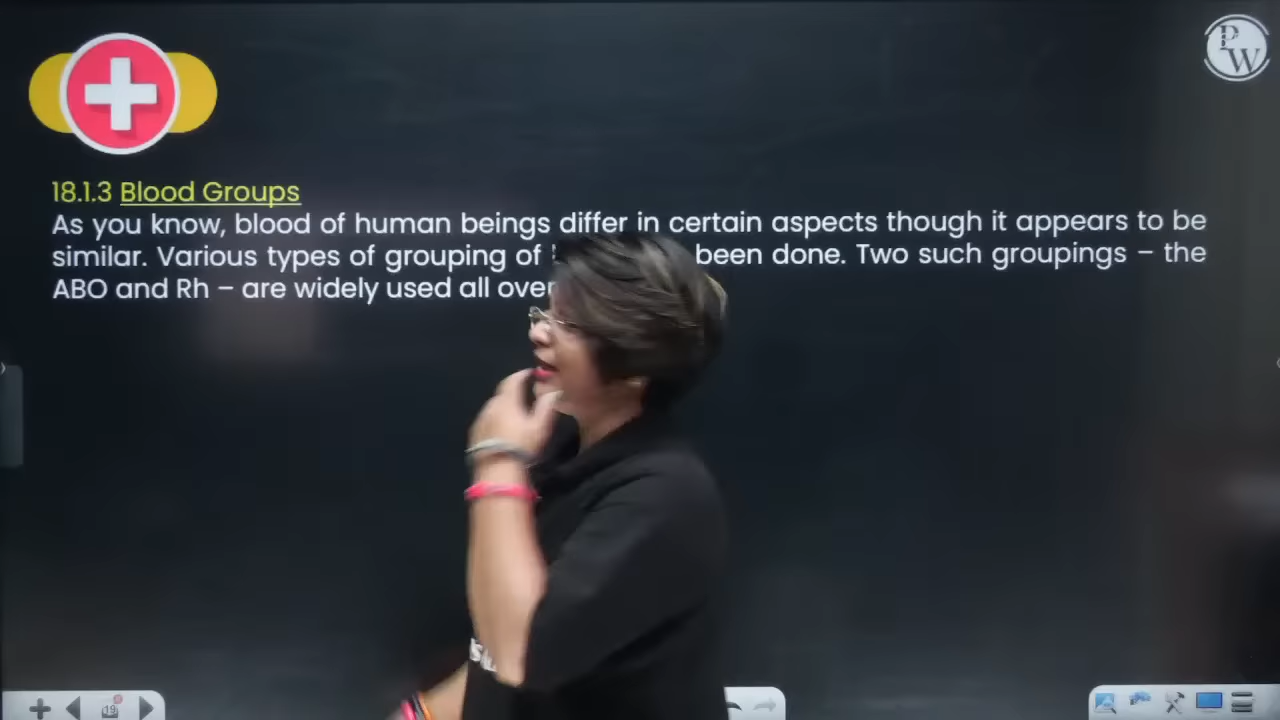 PW
18.1.3 Blood Groups
As you know, blood of human beings differ in certain aspects though it appears to be
similar. Various types of grouping of been done. Two such groupings – the
ABO and Rh – are widely used all over
19